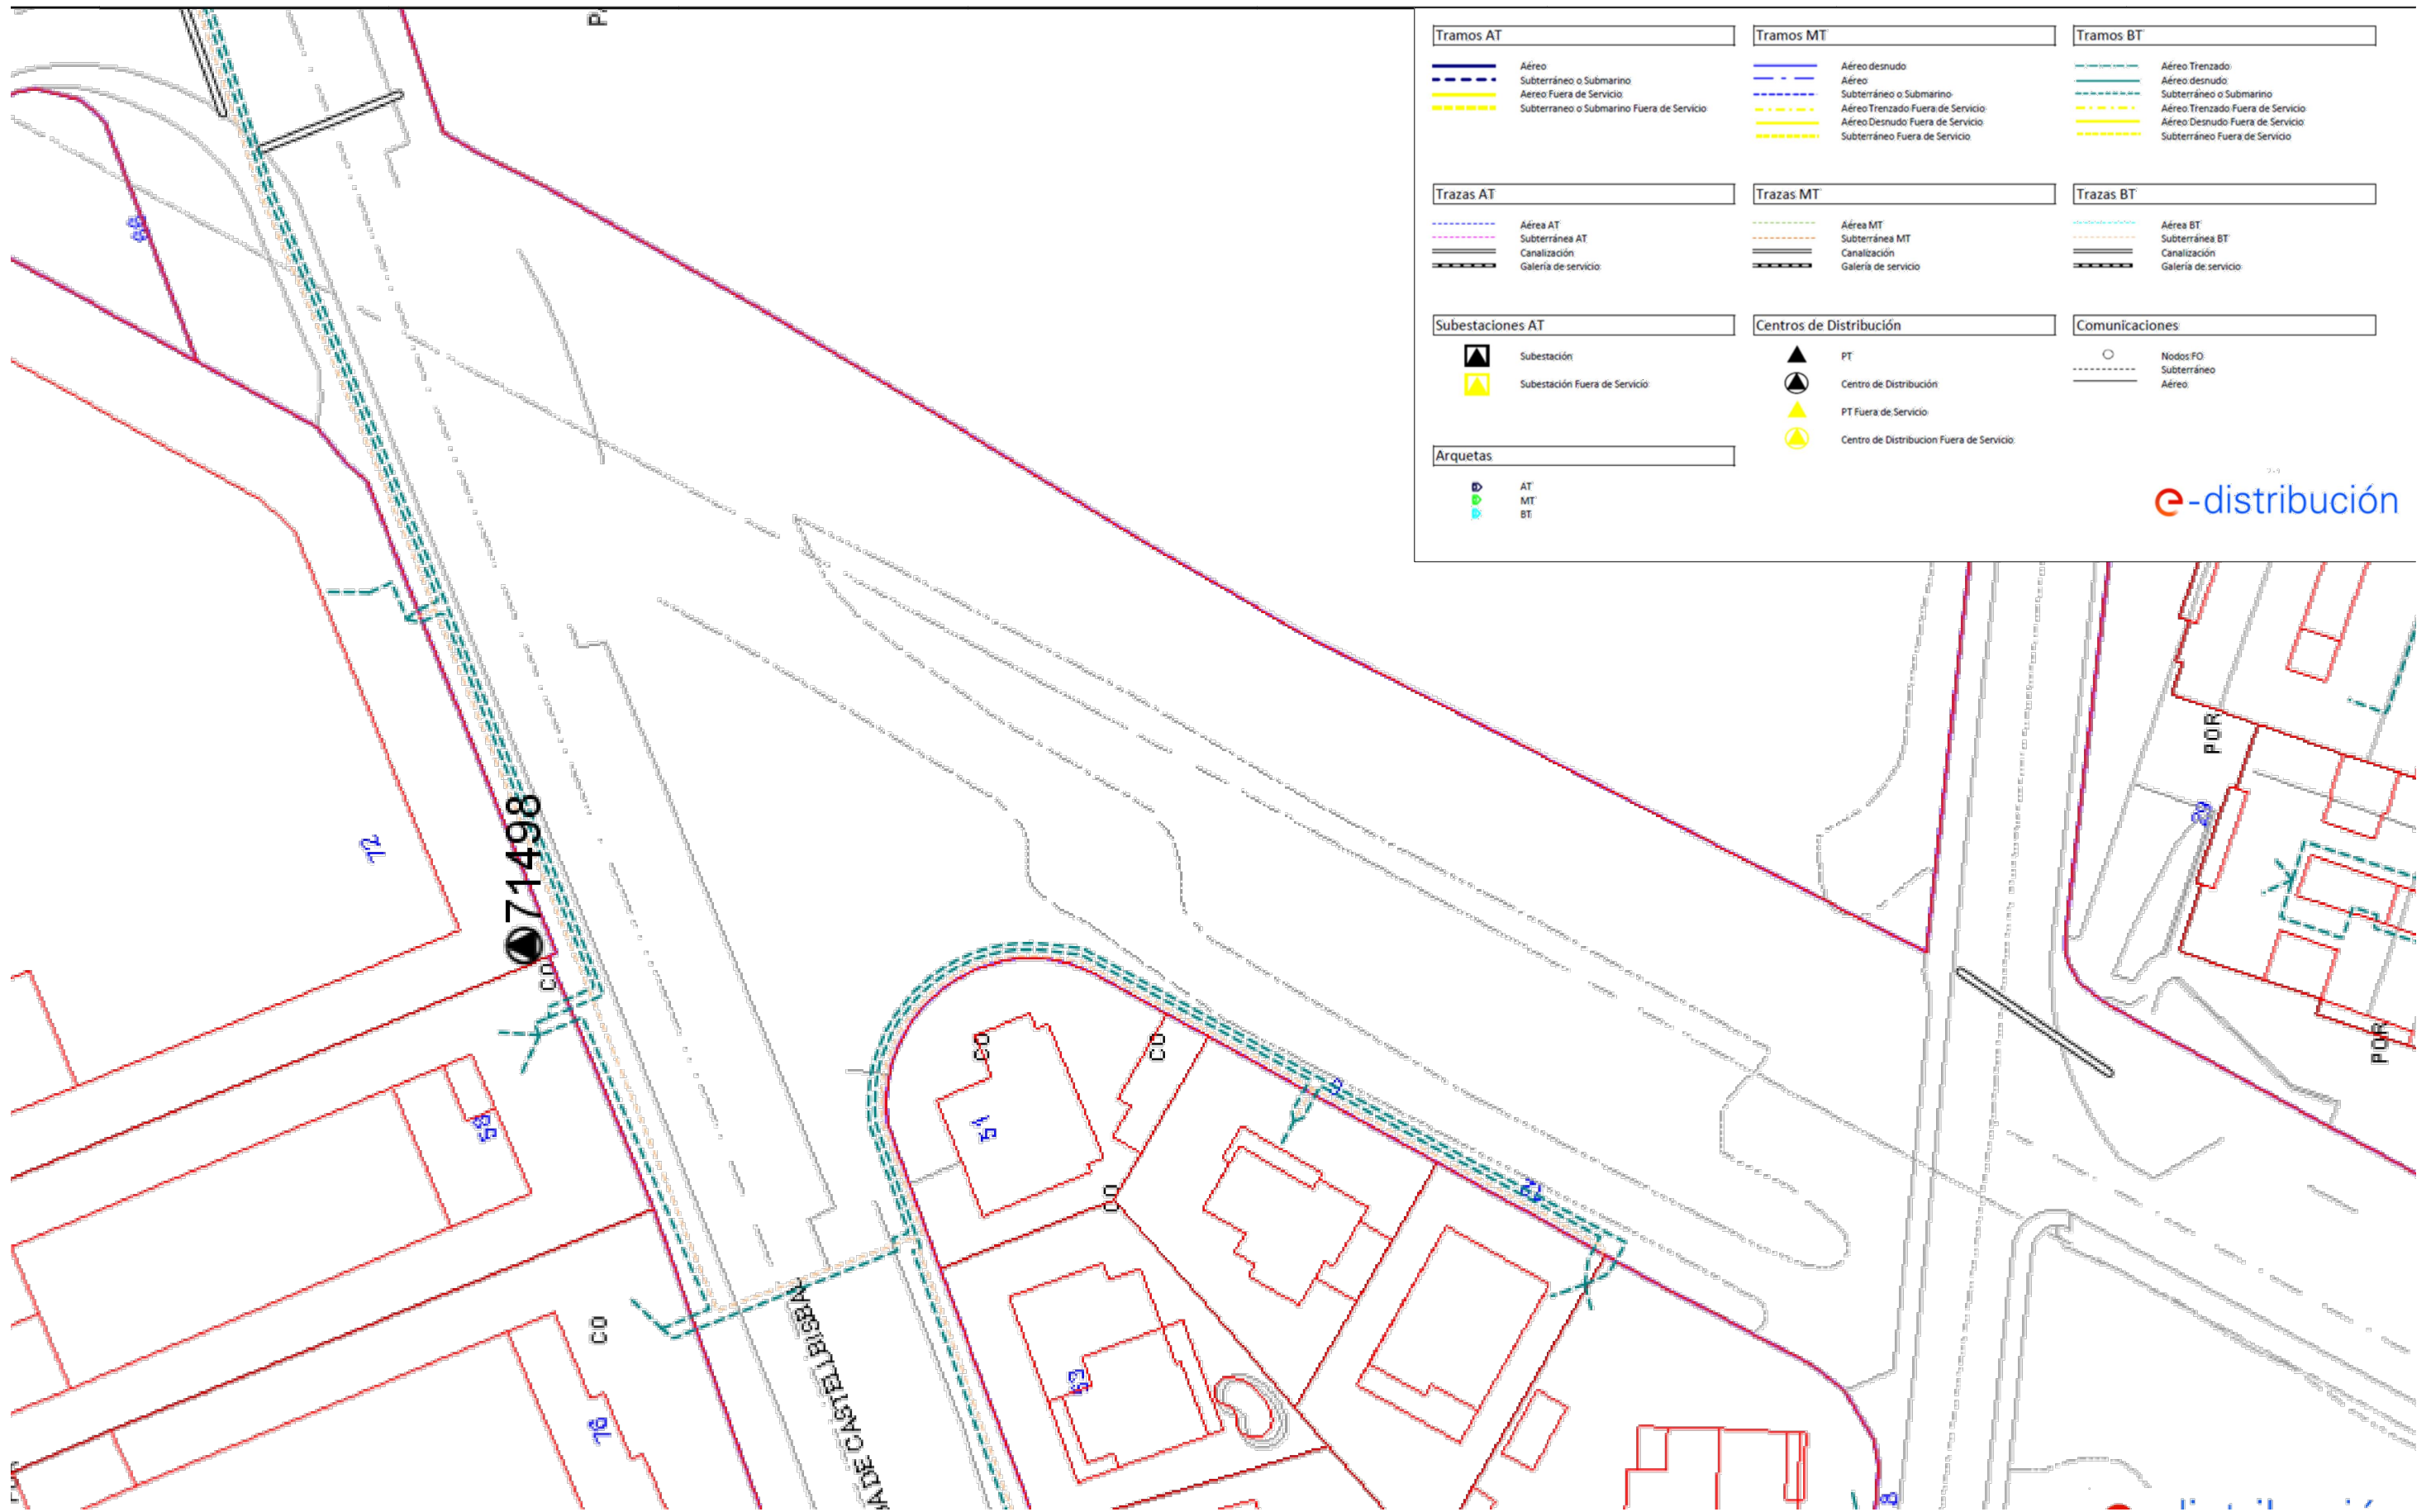 Tramos AT
Aéreo
Subterráneo o Submarino
Aereo Fuera de Servicio
Subterraneo o Submarino Fuera de Servicio
Tramos MT
Aéreo desnudo
Aéreo
Subterráneo o Submarino
Aéreo Trenzado Fuera de Servicio
Aéreo Desnudo Fuera de Servicio
Subterráneo Fuera de Servicio
Tramos BT
Aéreo Trenzado
Aéreo desnudo
Subterráneo o Submarino
Aéreo Trenzado Fuera de Servicio
Aéreo Desnudo Fuera de Servicio
Subterráneo Fuera de Servicio
Trazas AT
Aérea AT
Subterránea AT
Canalización
Galería de servicio
Trazas MT
Aérea MT
Subterránea MT
Canalización
Galería de servicio
Trazas BT
Aérea BT
Subterránea BT
Canalización
Galería de servicio
Subestaciones AT
Subestación
Subestación Fuera de Servicio
Centros de Distribución
PT
Centro de Distribución
PT Fuera de Servicio
Centro de Distribucion Fuera de Servicio
Comunicaciones
Nodos FO
Subterráneo
Aéreo
Arquetas
AT
MT
BT
e-distribución
68
72
71498
CO
58
CO
76
51
CO
CO
CO
53
POR
29
POR
A DE CASTELLBISBAL
8